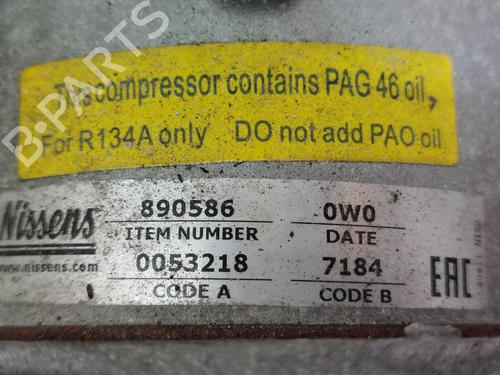 This compressor contains PAG 46 oil,
For R134A only DO not add PAO oil
Nissens 890586 0W0
ITEM NUMBER DATE
www.nissens.com 0053218 7184 EAC
CODE A CODE B
B-PARTS